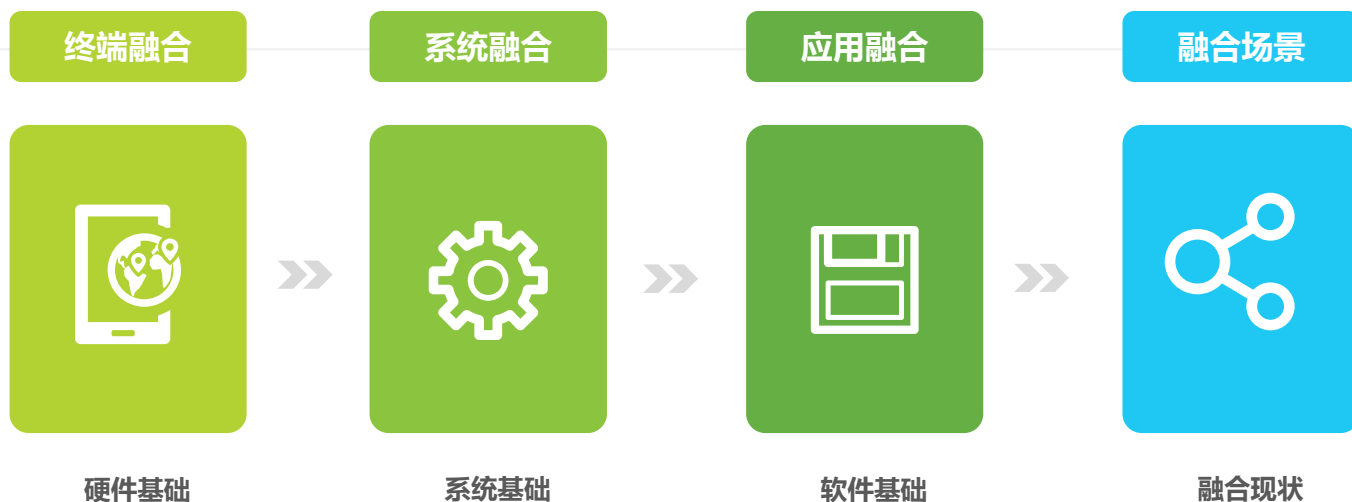 终端融合
系统融合
应用融合
融合场景
硬件基础
系统基础
软件基础
融合现状